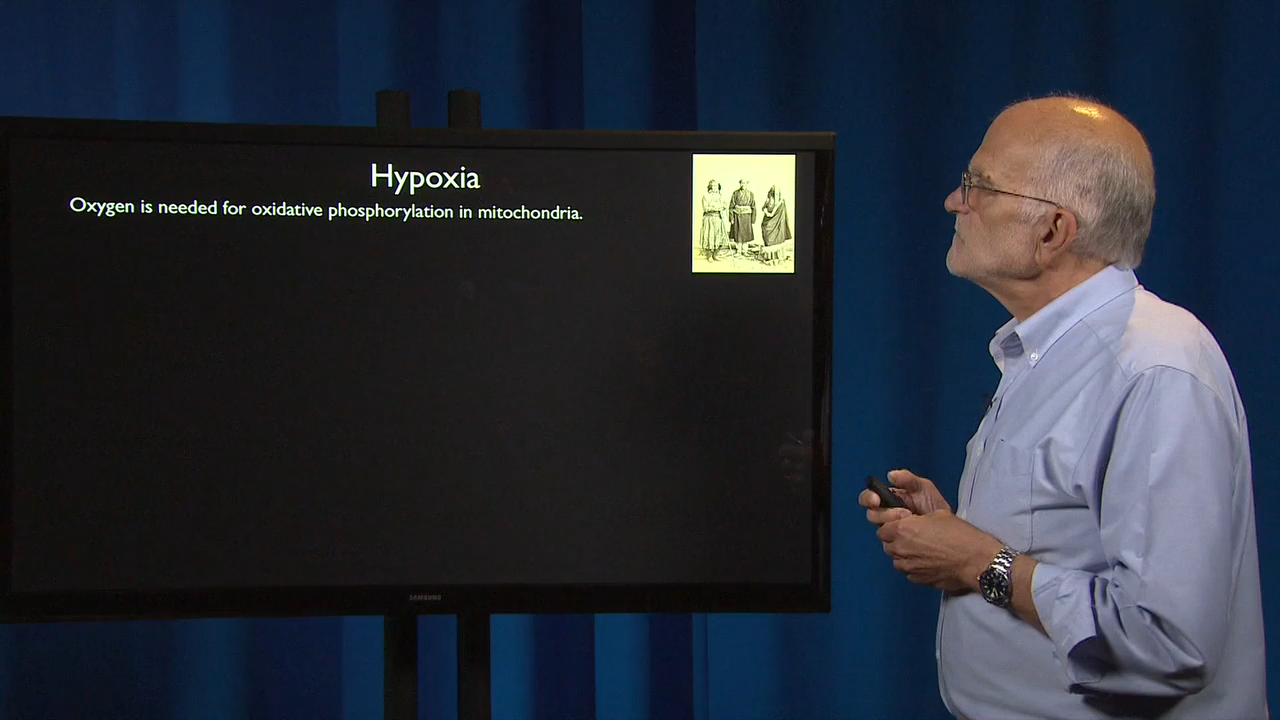 Hypoxia
Oxygen is needed for oxidative phosphorylation in mitochondria.
SAMSUNG